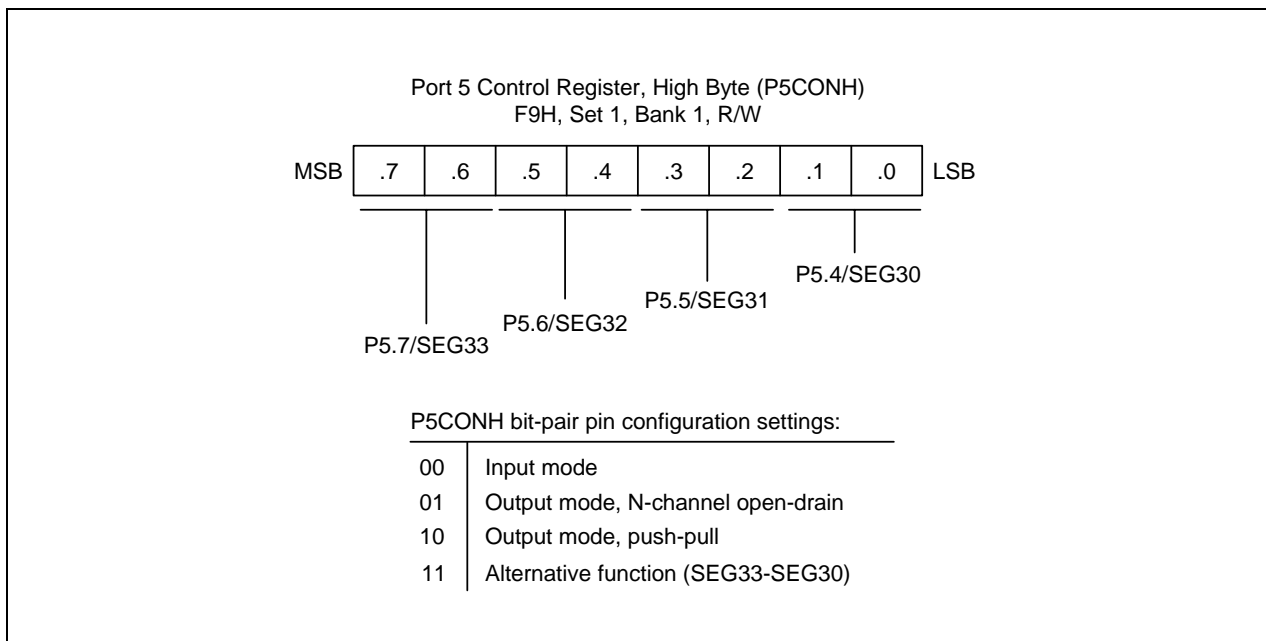 Port 5 Control Register, High Byte (P5CONH)
F9H, Set 1, Bank 1, R/W
MSB .7 .6 .5 .4 .3 .2 .1 .0 LSB
P5.4/SEG30
P5.5/SEG31
P5.6/SEG32
P5.7/SEG33
P5CONH bit-pair pin configuration settings:
00 Input mode
01 Output mode, N-channel open-drain
10 Output mode, push-pull
11 Alternative function (SEG33-SEG30)